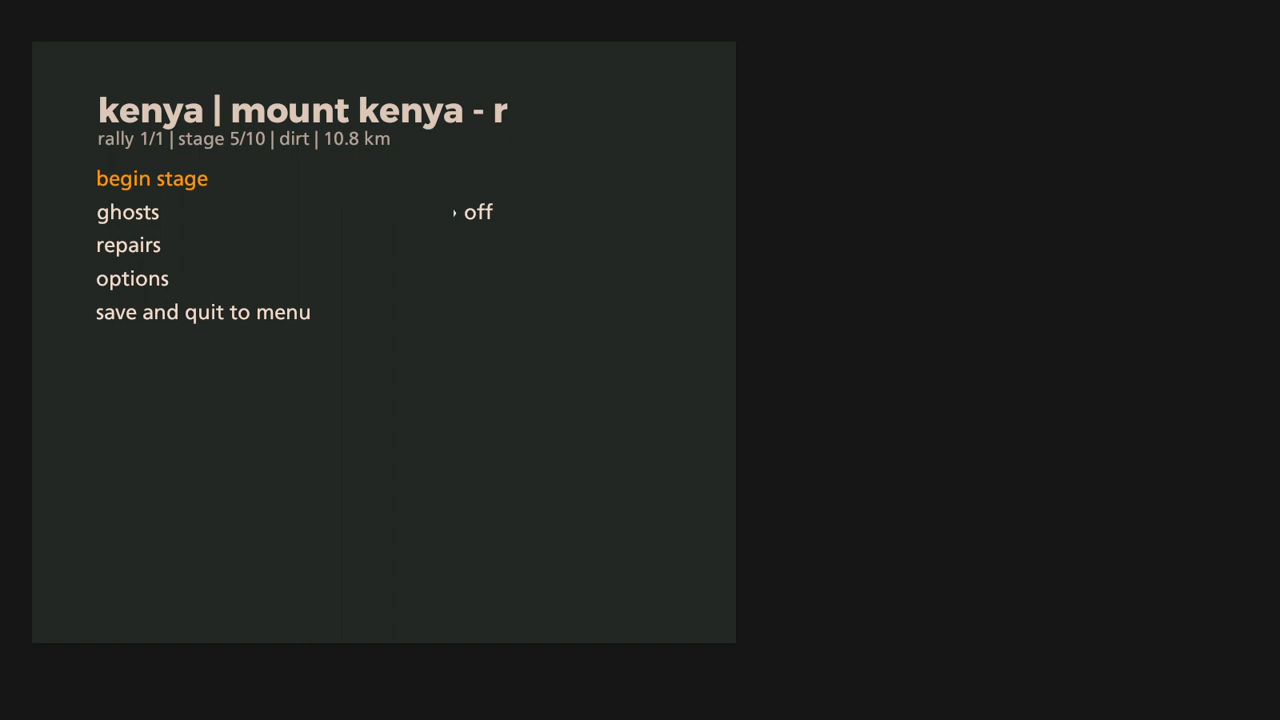 kenya | mount kenya - r
rally 1/1 | stage 5/10 | dirt | 10.8 km
begin stage
ghosts › off
repairs
options
save and quit to menu